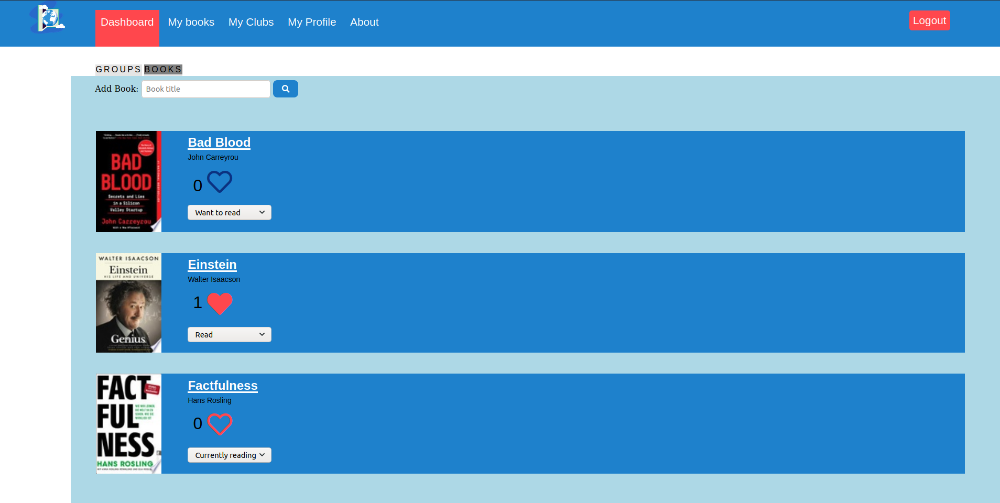 Dashboard My books My Clubs My Profile About Logout
GROUPS BOOKS
Add Book: Book title
BAD
BLOOD
Secrets and Lies
in a Silicon
Valley Startup
John Carreyrou
Bad Blood
John Carreyrou
0
Want to read
WALTER ISAACSON
Einstein
HIS LIFE AND UNIVERSE
Genius
Einstein
Walter Isaacson
1
Read
FACT
FUL
NESS
HANS ROSLING
Factfulness
Hans Rosling
0
Currently reading